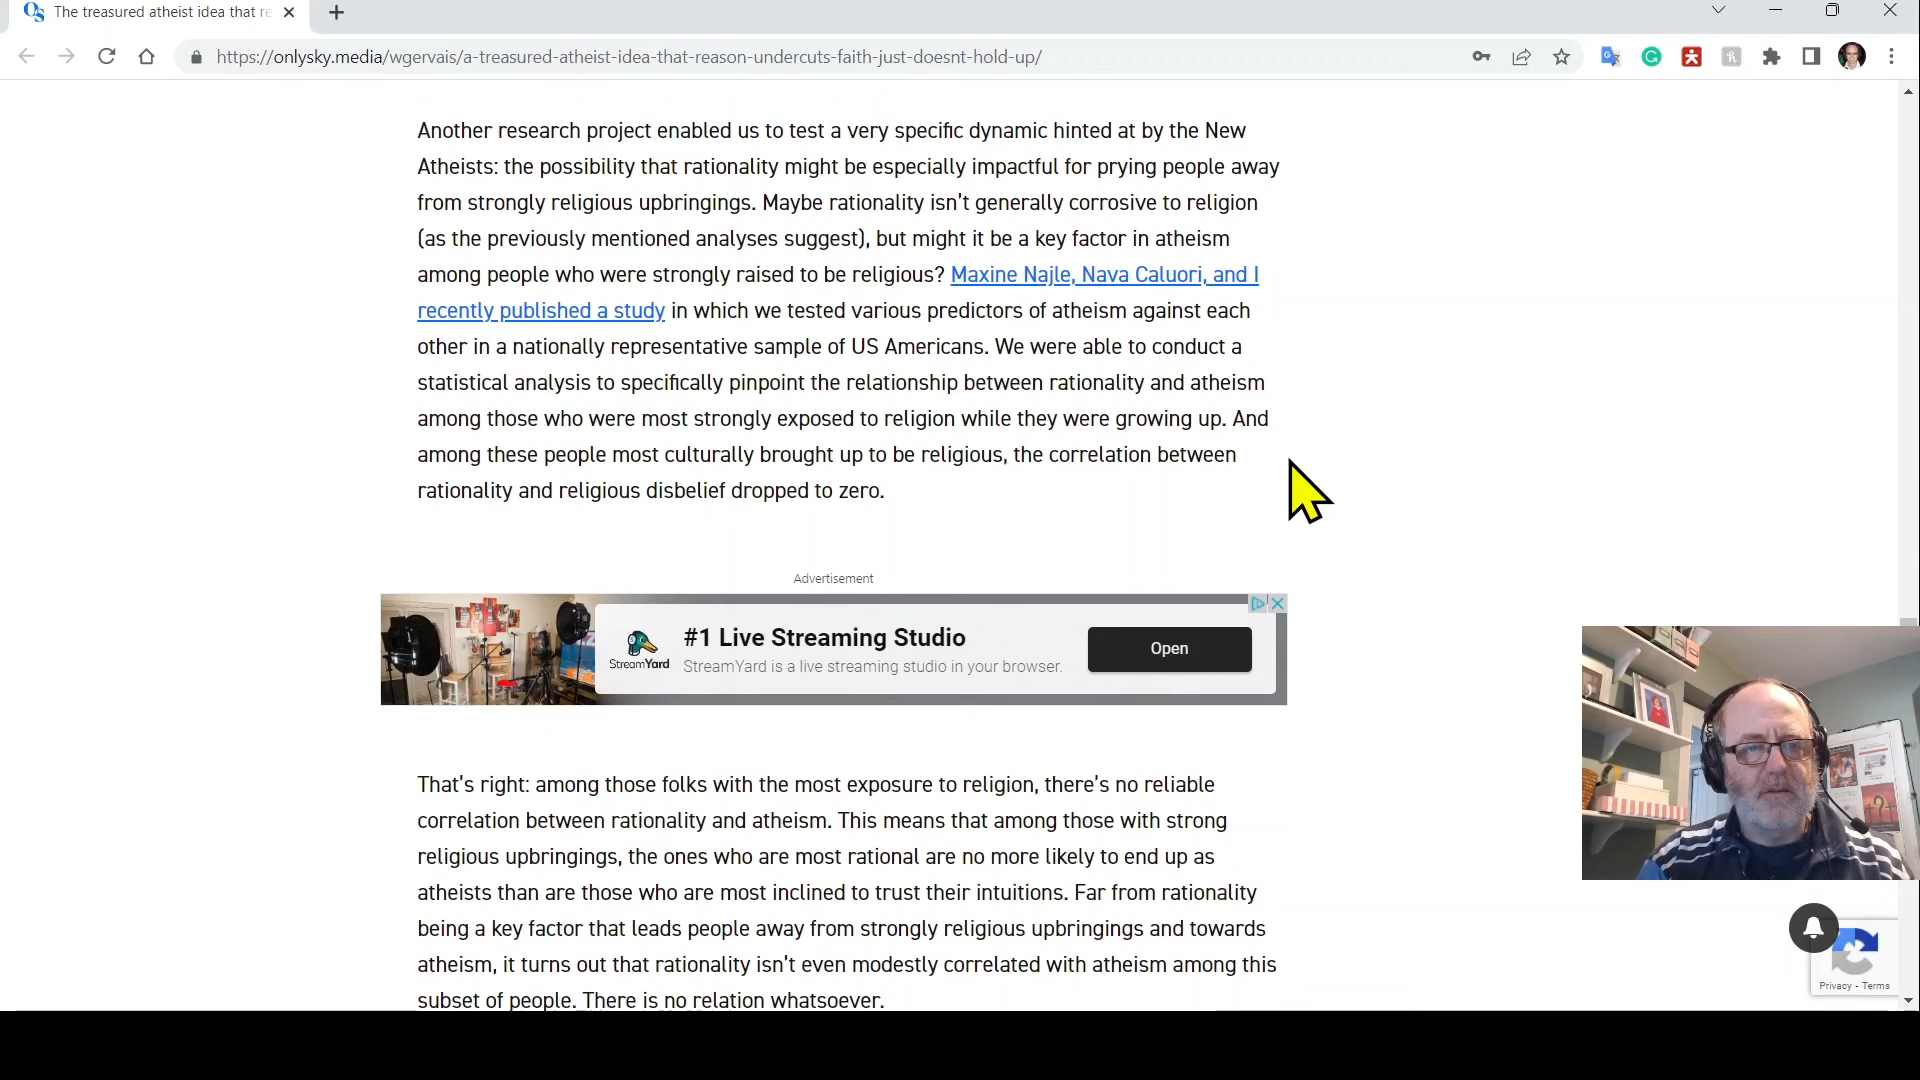 The treasured atheist idea that re
https://onlysky.media/wgervais/a-treasured-atheist-idea-that-reason-undercuts-faith-just-doesnt-hold-up/
Another research project enabled us to test a very specific dynamic hinted at by the New
Atheists: the possibility that rationality might be especially impactful for prying people away
from strongly religious upbringings. Maybe rationality isn't generally corrosive to religion
(as the previously mentioned analyses suggest), but might it be a key factor in atheism
among people who were strongly raised to be religious? Maxine Najle, Nava Caluori, and I
recently published a study in which we tested various predictors of atheism against each
other in a nationally representative sample of US Americans. We were able to conduct a
statistical analysis to specifically pinpoint the relationship between rationality and atheism
among those who were most strongly exposed to religion while they were growing up. And
among these people most culturally brought up to be religious, the correlation between
rationality and religious disbelief dropped to zero.
Advertisement
StreamYard
#1 Live Streaming Studio
StreamYard is a live streaming studio in your browser.
Open
That's right: among those folks with the most exposure to religion, there's no reliable
correlation between rationality and atheism. This means that among those with strong
religious upbringings, the ones who are most rational are no more likely to end up as
atheists than are those who are most inclined to trust their intuitions. Far from rationality
being a key factor that leads people away from strongly religious upbringings and towards
atheism, it turns out that rationality isn't even modestly correlated with atheism among this
subset of people. There is no relation whatsoever.
Privacy - Terms